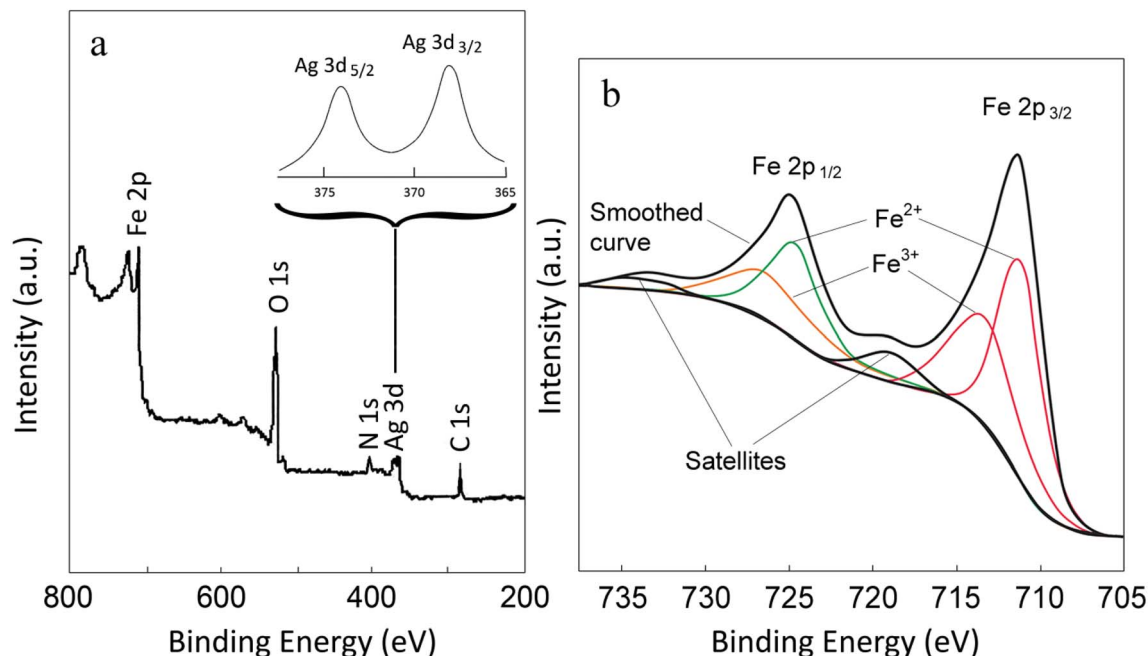 a
Ag 3d 3/2
Ag 3d 5/2
375
370
365
Fe 2p
O 1s
N 1s
Ag 3d
C 1s
Intensity (a.u.)
800
600
400
200
Binding Energy (eV)
b
Fe 2p 3/2
Fe 2p 1/2
Smoothed
curve
Fe2+
Fe3+
Satellites
Intensity (a.u.)
735
730
725
720
715
710
705
Binding Energy (eV)